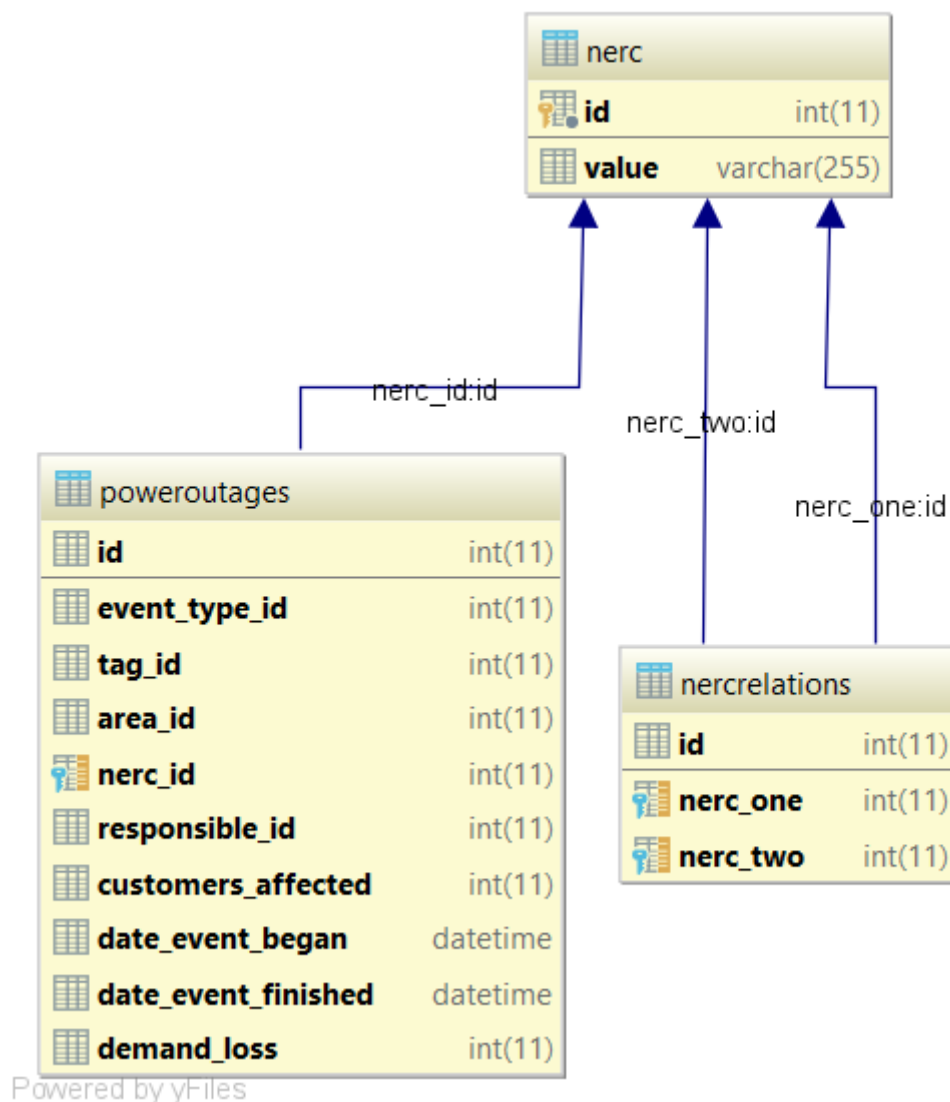 nerc
id int(11)
value varchar(255)
nerc_id:id
nerc_two:id
nerc_one:id
poweroutages
id int(11)
event_type_id int(11)
tag_id int(11)
area_id int(11)
nerc_id int(11)
responsible_id int(11)
customers_affected int(11)
date_event_began datetime
date_event_finished datetime
demand_loss int(11)
nercrelations
id int(11)
nerc_one int(11)
nerc_two int(11)
Powered by yFiles